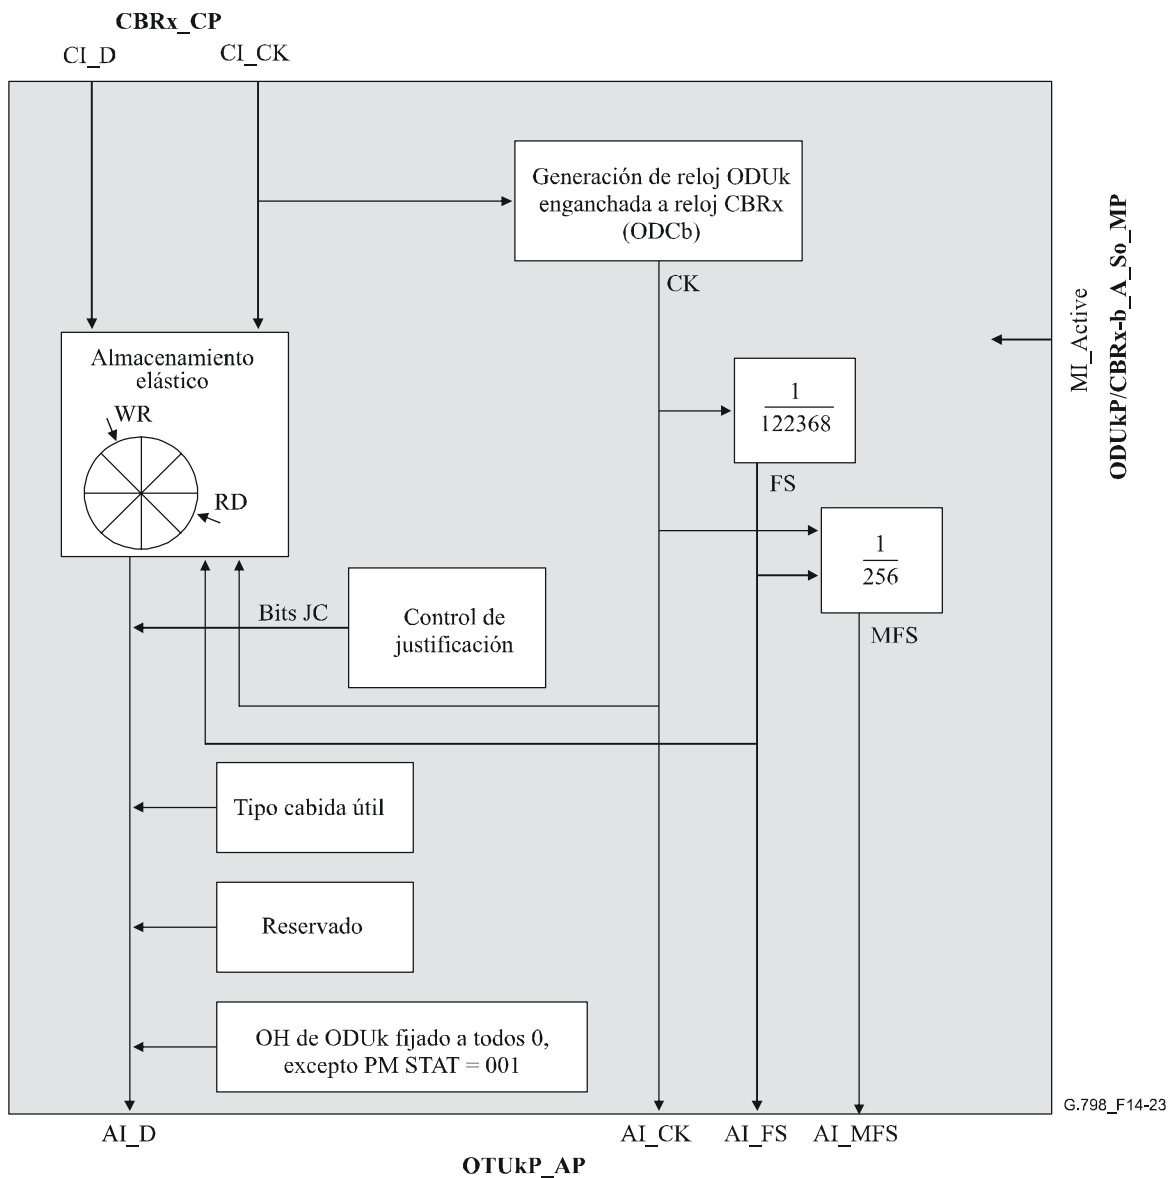 CBRx_CP
CI_D
CI_CK
Generación de reloj ODUk
enganchada a reloj CBRx
(ODCb)
CK
MI_Active
ODUkP/CBRx-b_A_So_MP
Almacenamiento
elástico
WR
RD
1
122368
FS
1
256
MFS
Bits JC
Control de
justificación
Tipo cabida útil
Reservado
OH de ODUk fijado a todos 0,
excepto PM STAT = 001
G.798_F14-23
AI_D
AI_CK
AI_FS
AI_MFS
OTUkP_AP